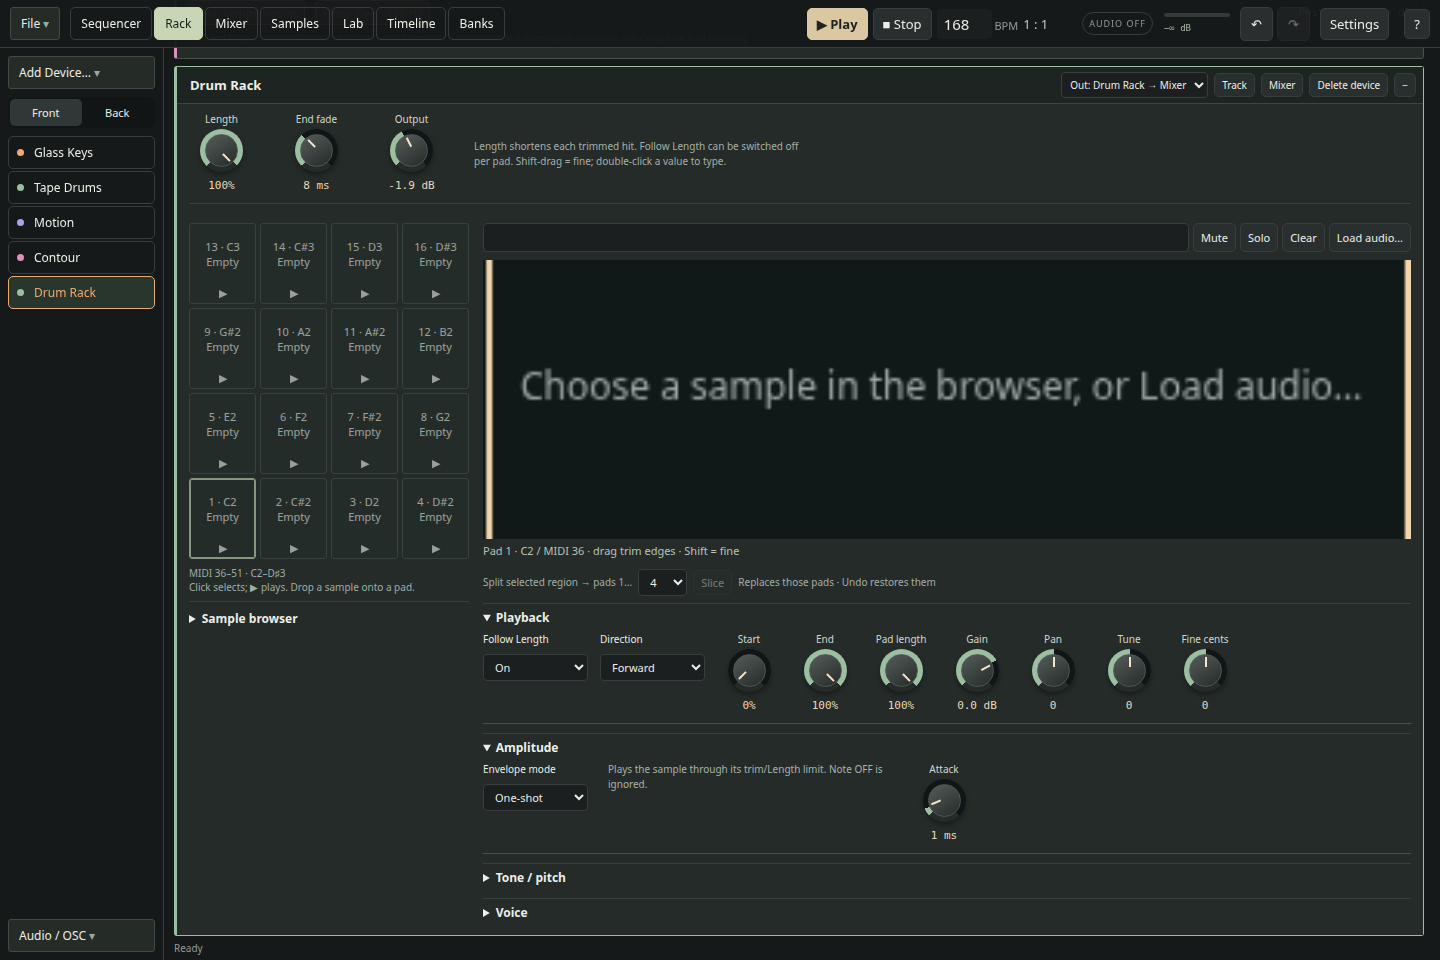 File ▾ Sequencer Rack Mixer Samples Lab Timeline Banks ▶ Play ■ Stop 168 BPM 1 : 1 AUDIO OFF −∞ dB ↶ ↷ Settings ?
Add Device... ▾
Front Back
Glass Keys
Tape Drums
Motion
Contour
Drum Rack
Audio / OSC ▾
Drum Rack Out: Drum Rack → Mixer Track Mixer Delete device −
Length End fade Output
100% 8 ms -1.9 dB
Length shortens each trimmed hit. Follow Length can be switched off
per pad. Shift-drag = fine; double-click a value to type.
13 · C3 14 · C#3 15 · D3 16 · D#3
Empty Empty Empty Empty
▶ ▶ ▶ ▶
9 · G#2 10 · A2 11 · A#2 12 · B2
Empty Empty Empty Empty
▶ ▶ ▶ ▶
5 · E2 6 · F2 7 · F#2 8 · G2
Empty Empty Empty Empty
▶ ▶ ▶ ▶
1 · C2 2 · C#2 3 · D2 4 · D#2
Empty Empty Empty Empty
▶ ▶ ▶ ▶
MIDI 36–51 · C2–D♯3
Click selects; ▶ plays. Drop a sample onto a pad.
▶ Sample browser
Mute Solo Clear Load audio...
Choose a sample in the browser, or Load audio...
Pad 1 · C2 / MIDI 36 · drag trim edges · Shift = fine
Split selected region → pads 1... 4 Slice Replaces those pads · Undo restores them
▼ Playback
Follow Length Direction Start End Pad length Gain Pan Tune Fine cents
On Forward
0% 100% 100% 0.0 dB 0 0 0
▼ Amplitude
Envelope mode Plays the sample through its trim/Length limit. Note OFF is
ignored.
Attack
One-shot
1 ms
▶ Tone / pitch
▶ Voice
Ready